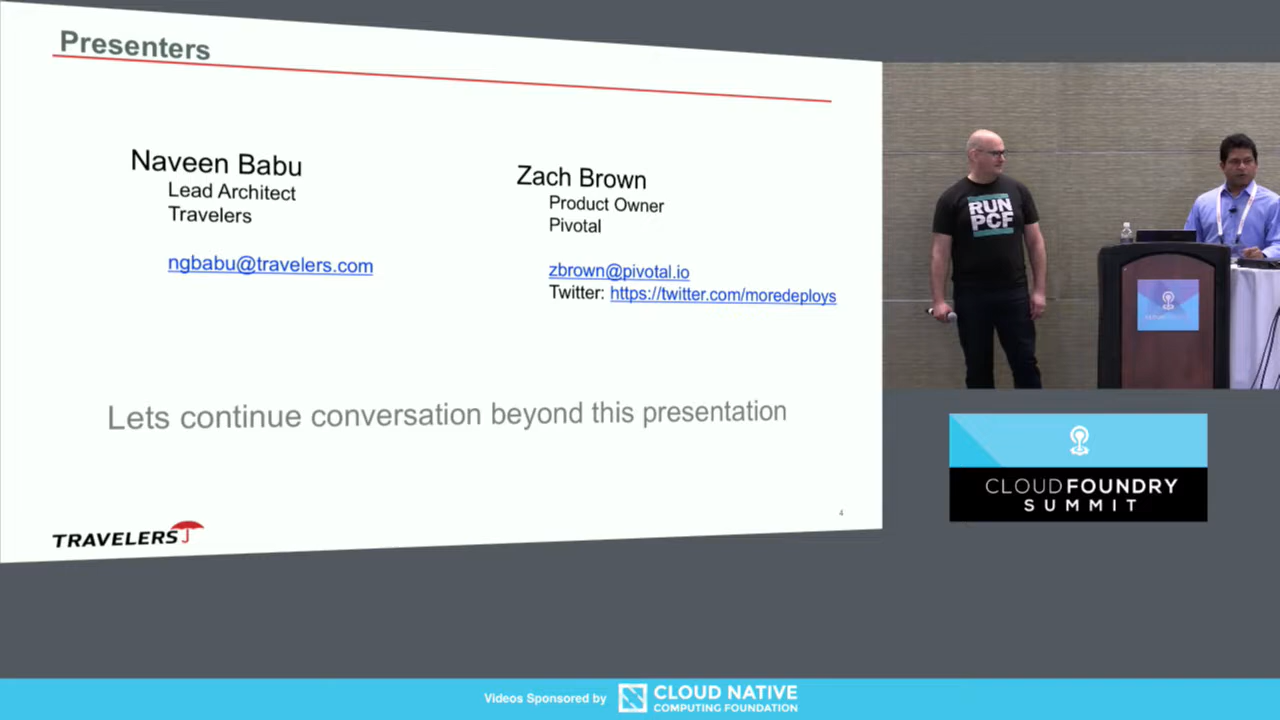 Presenters
Naveen Babu
Lead Architect
Travelers
ngbabu@travelers.com
Zach Brown
Product Owner
Pivotal
zbrown@pivotal.io
Twitter: https://twitter.com/moredeploys
Lets continue conversation beyond this presentation
TRAVELERS
4
RUN
PCF
CLOUD FOUNDRY
SUMMIT
Videos Sponsored by
CLOUD NATIVE
COMPUTING FOUNDATION